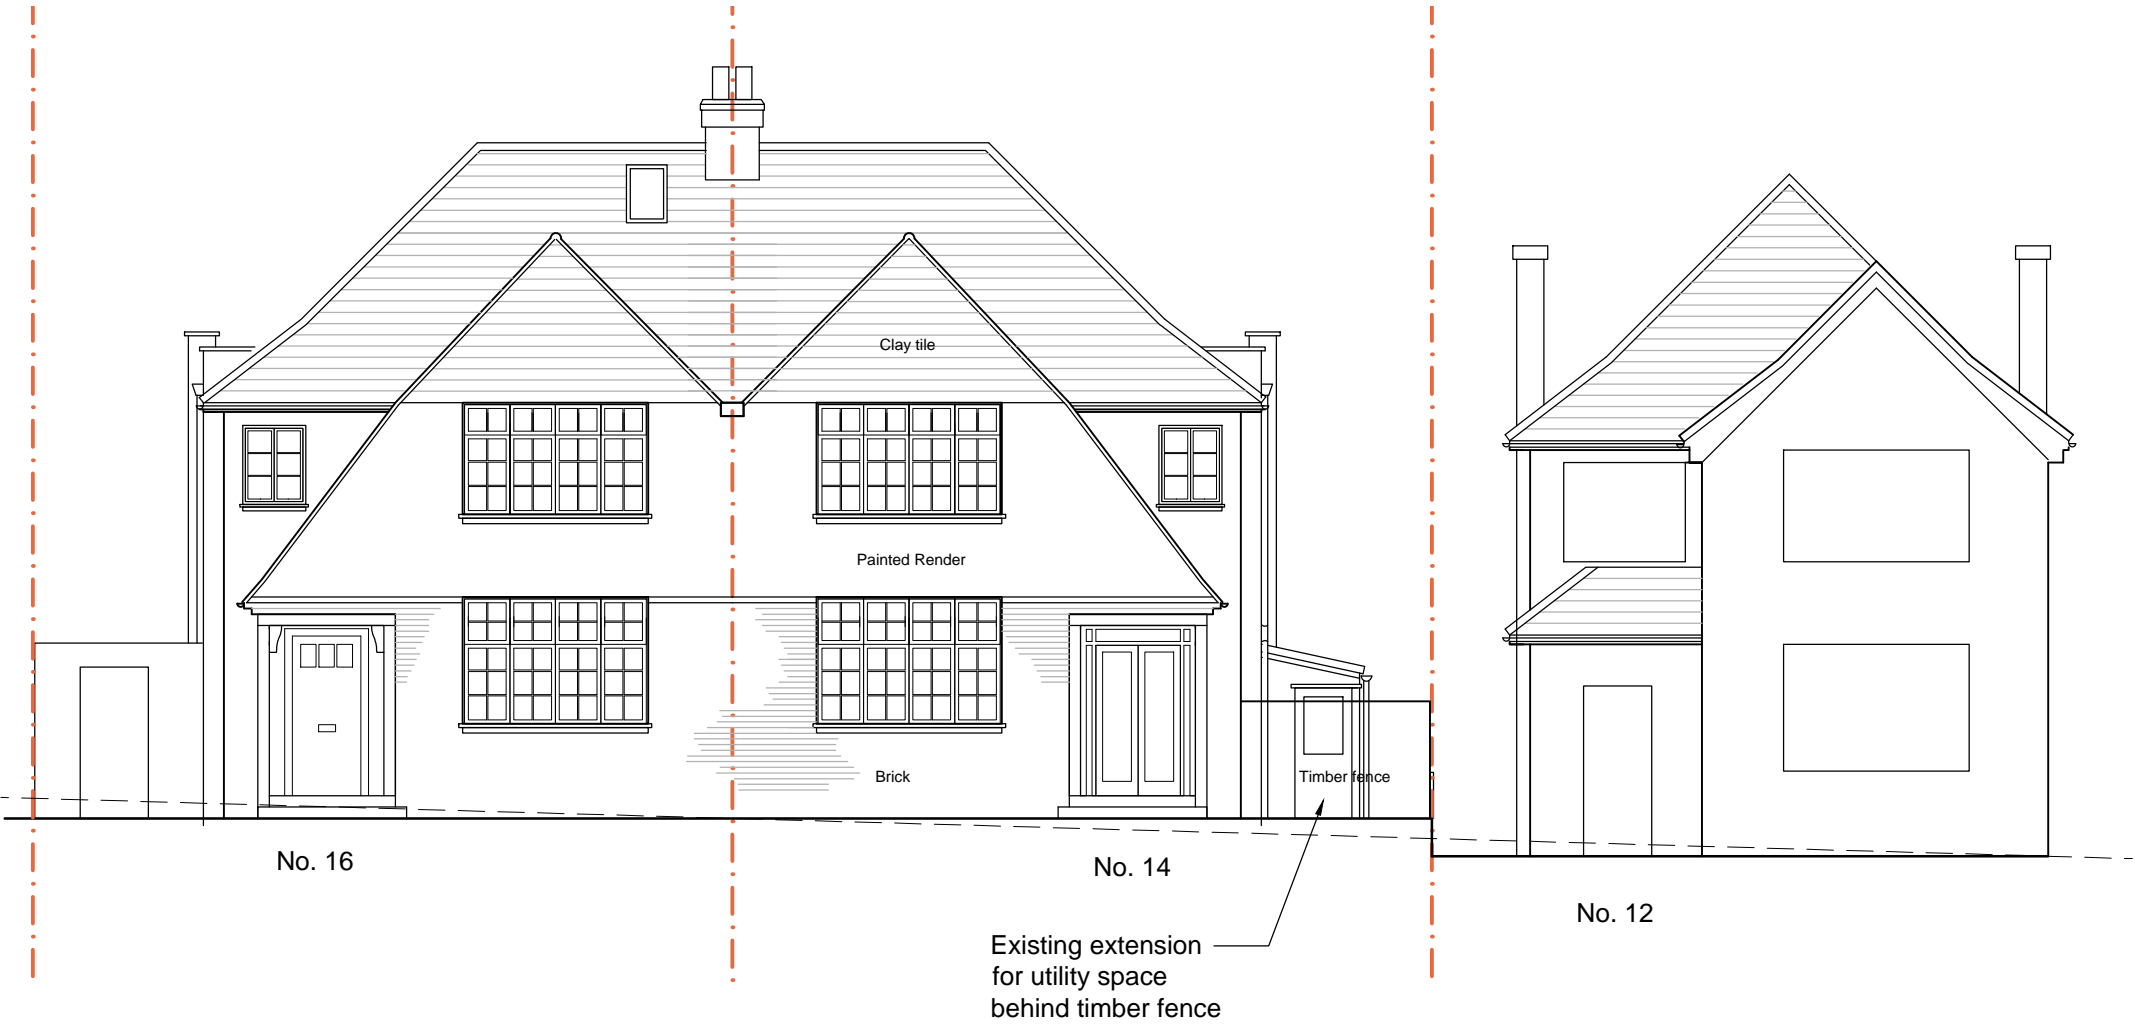 Clay tile
Painted Render
Brick
Timber fence
No. 16
No. 14
No. 12
Existing extension
for utility space
behind timber fence